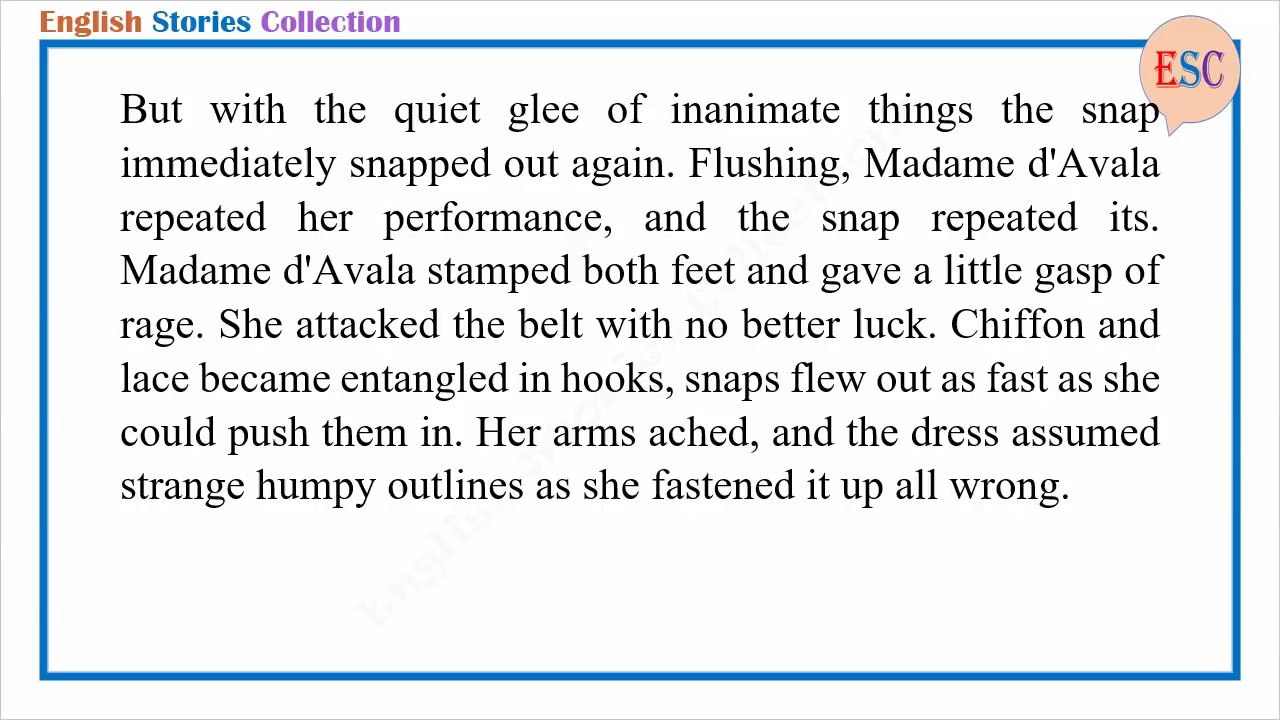 English Stories Collection
ESC
But with the quiet glee of inanimate things the snap
immediately snapped out again. Flushing, Madame d'Avala
repeated her performance, and the snap repeated its.
Madame d'Avala stamped both feet and gave a little gasp of
rage. She attacked the belt with no better luck. Chiffon and
lace became entangled in hooks, snaps flew out as fast as she
could push them in. Her arms ached, and the dress assumed
strange humpy outlines as she fastened it up all wrong.